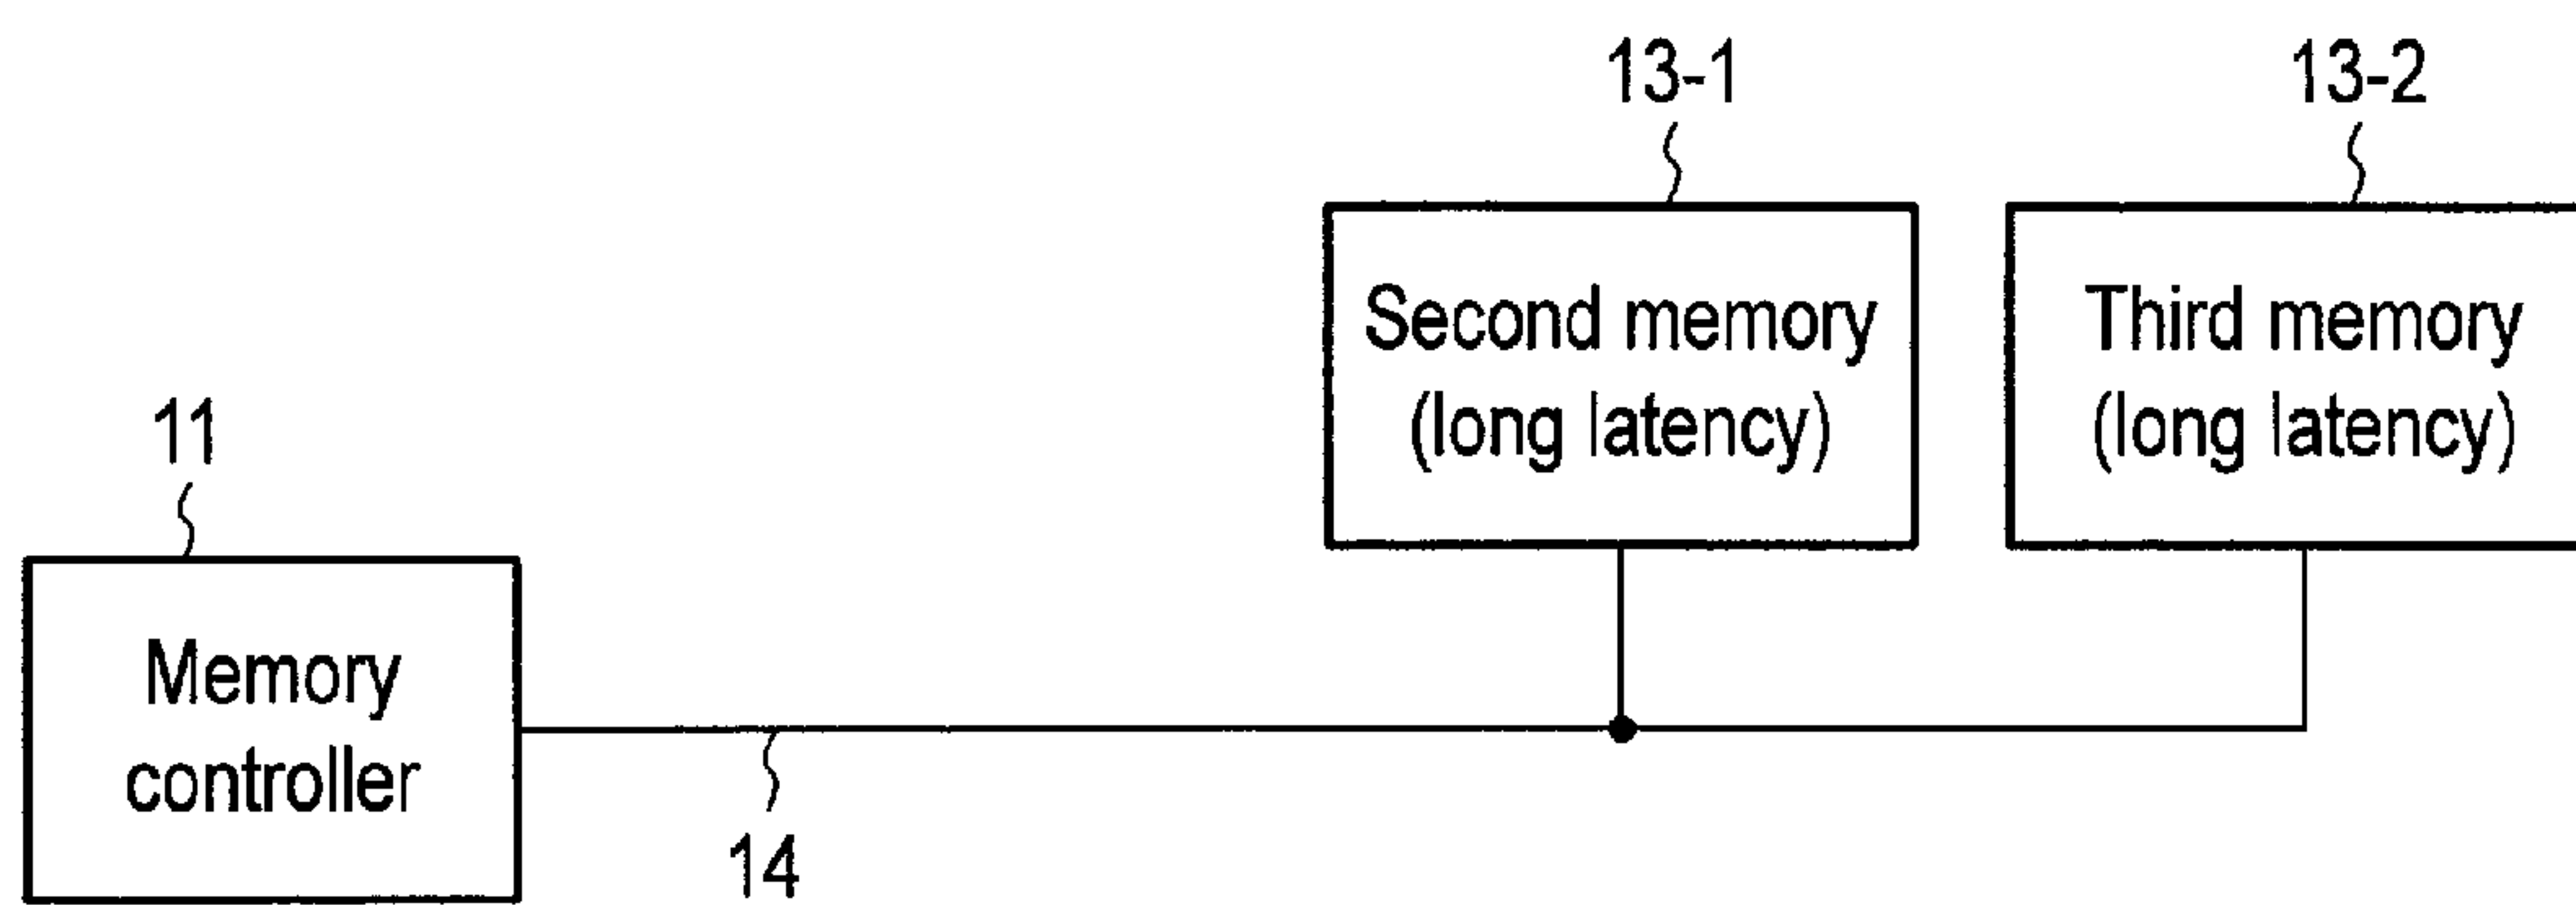 13-1
13-2
Second memory
(long latency)
Third memory
(long latency)
11
Memory
controller
14